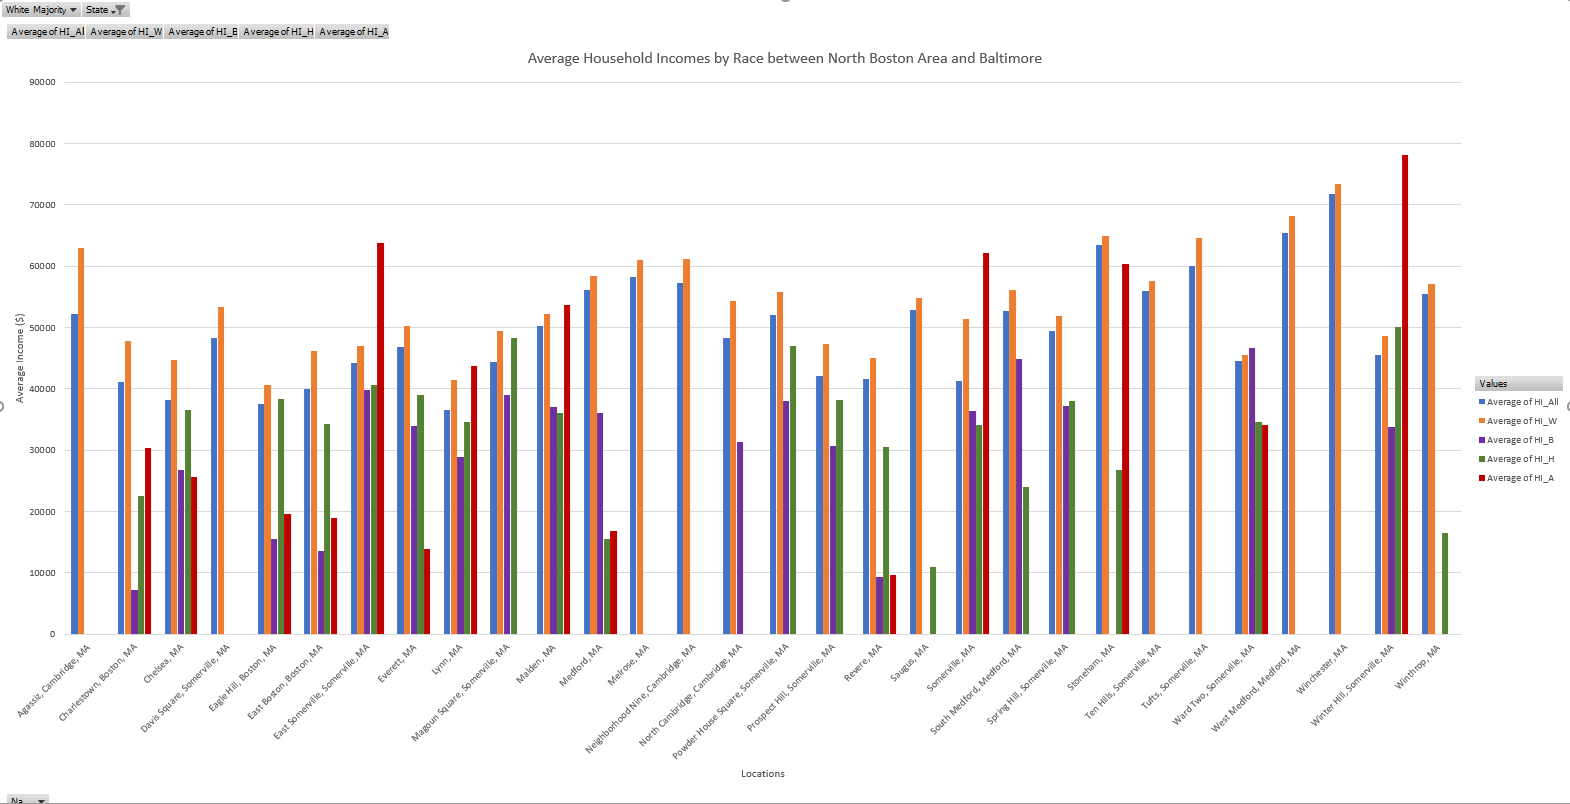 White Majority State
Average of HI_Al Average of HI_W Average of HI_B Average of HI_H Average of HI_A
Average Household Incomes by Race between North Boston Area and Baltimore
90000
80000
70000
60000
50000
40000
30000
20000
10000
0
Average Income ($)
Agassiz, Cambridge, MA
Charlestown, Boston, MA
Chelsea, MA
Davis Square, Somerville, MA
Eagle Hill, Boston, MA
East Boston, Boston, MA
East Somerville, Somerville, MA
Everett, MA
Lynn, MA
Magoun Square, Somerville, MA
Malden, MA
Medford, MA
Melrose, MA
Neighborhood Nine, Cambridge, MA
North Cambridge, Cambridge, MA
Powder House Square, Somerville, MA
Prospect Hill, Somerville, MA
Revere, MA
Saugus, MA
Somerville, MA
South Medford, Medford, MA
Spring Hill, Somerville, MA
Stoneham, MA
Ten Hills, Somerville, MA
Tufts, Somerville, MA
Ward Two, Somerville, MA
West Medford, Medford, MA
Winchester, MA
Winter Hill, Somerville, MA
Winthrop, MA
Locations
Values
Average of HI_All
Average of HI_W
Average of HI_B
Average of HI_H
Average of HI_A
Na